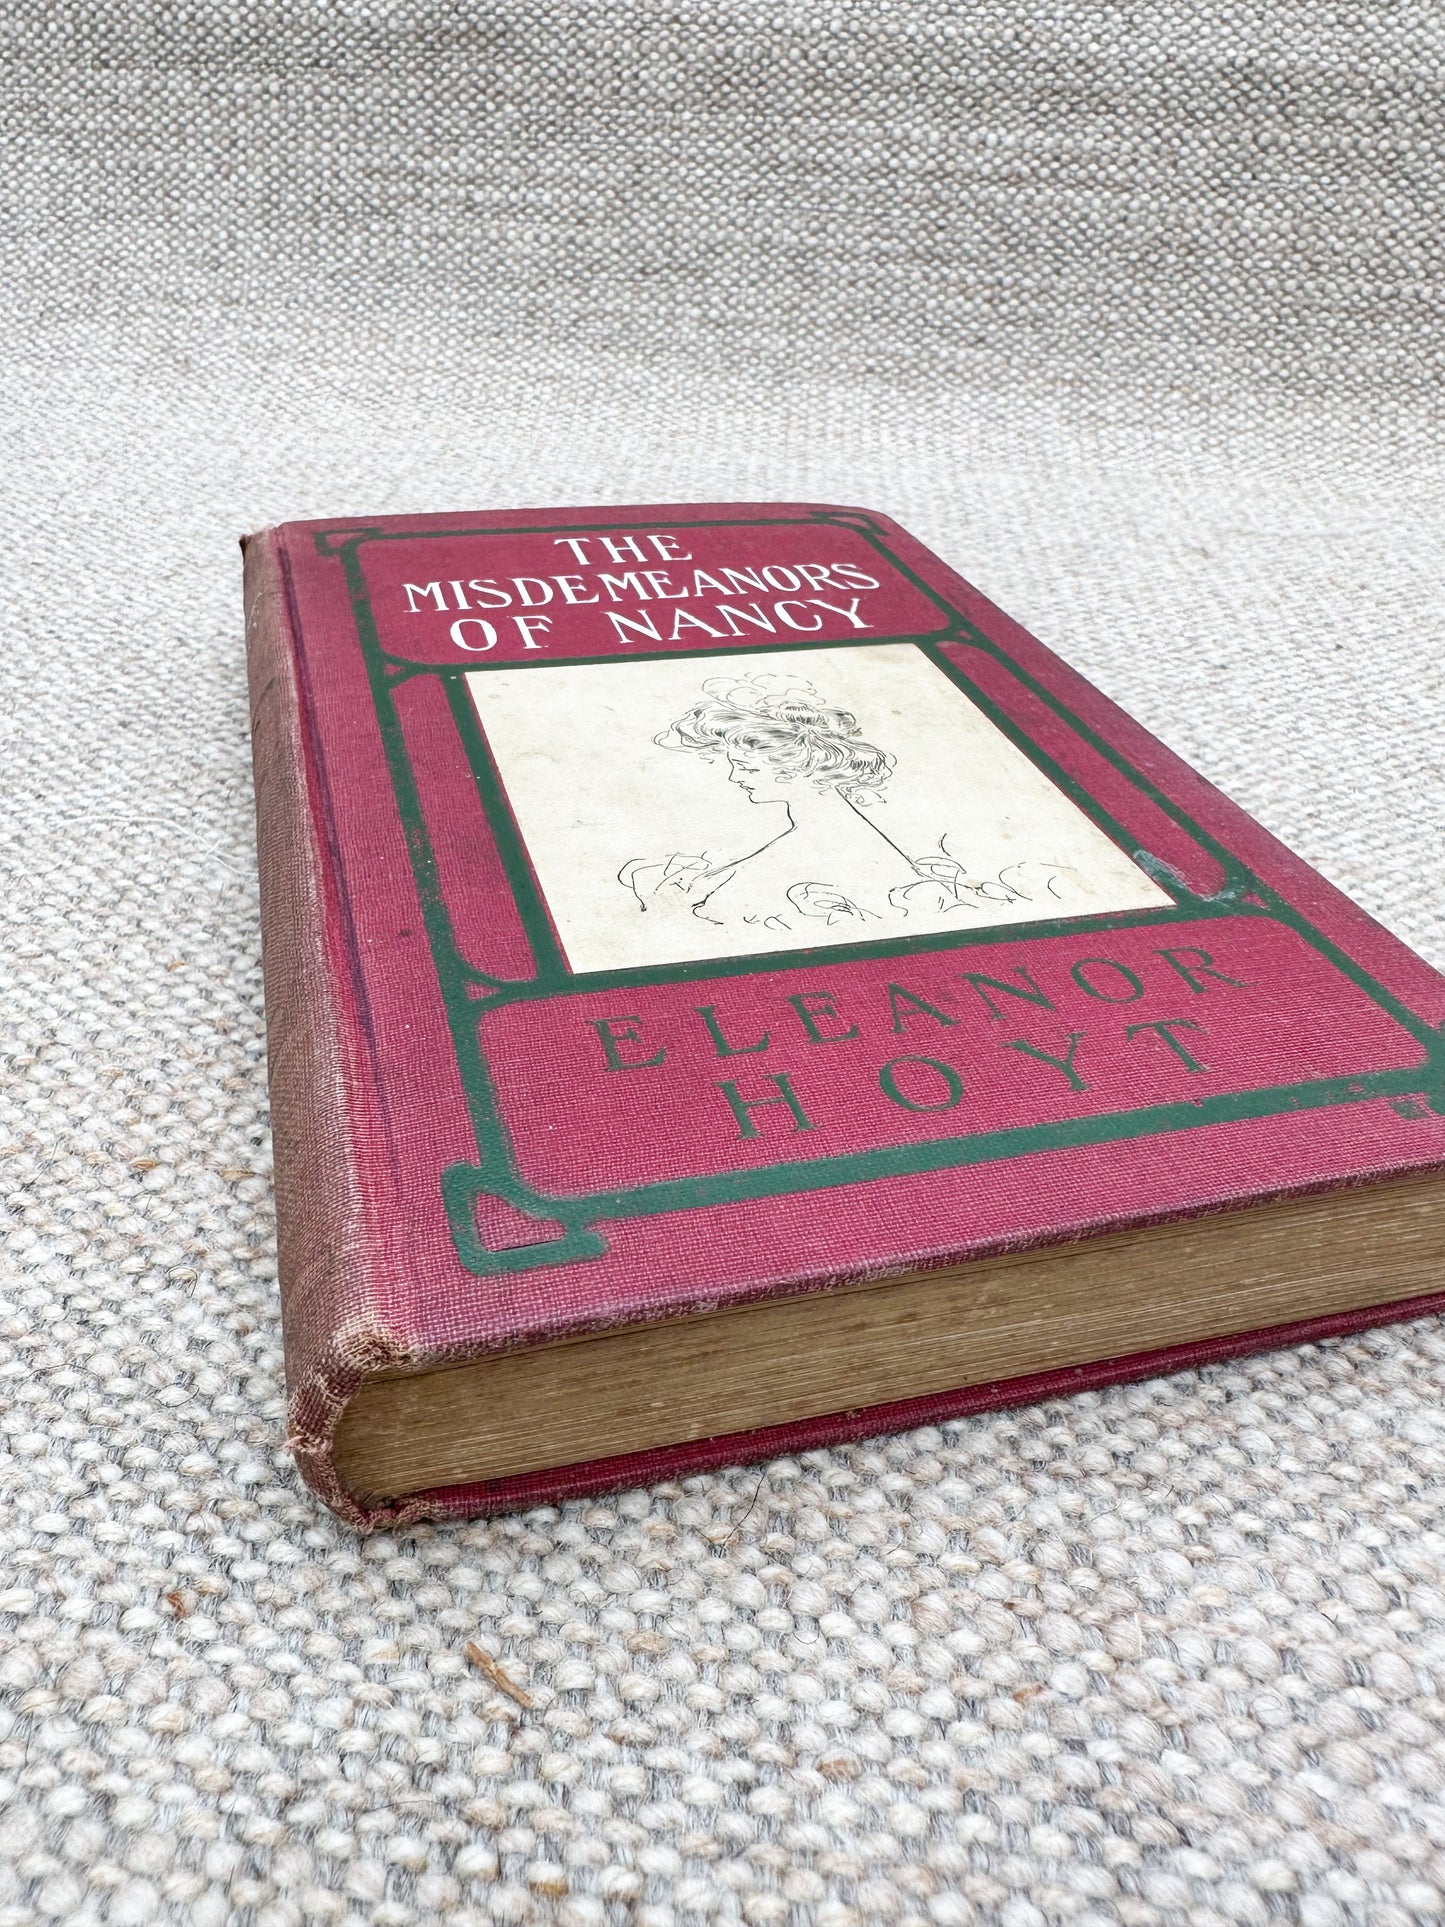 THE
MISDEMEANORS
OF NANCY
ELEANOR
HOYT